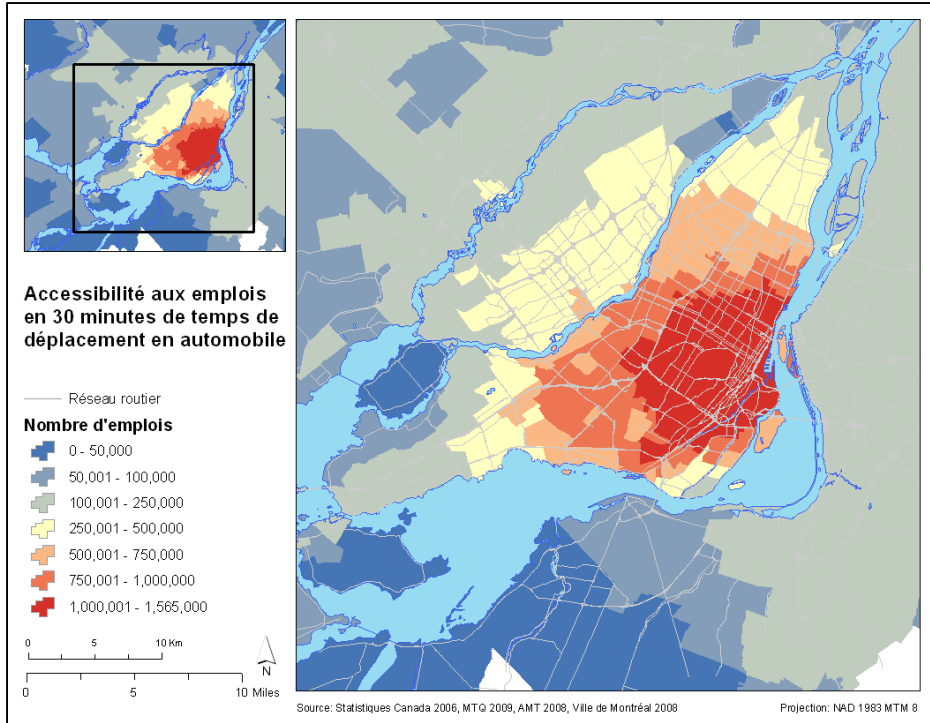 Accessibilité aux emplois
en 30 minutes de temps de
déplacement en automobile
Réseau routier
Nombre d'emplois
0 - 50,000
50,001 - 100,000
100,001 - 250,000
250,001 - 500,000
500,001 - 750,000
750,001 - 1,000,000
1,000,001 - 1,565,000
0 5 10 Km
N
0 5 10 Miles
Source: Statistiques Canada 2006, MTQ 2009, AMT 2008, Ville de Montréal 2008 Projection: NAD 1983 MTM 8